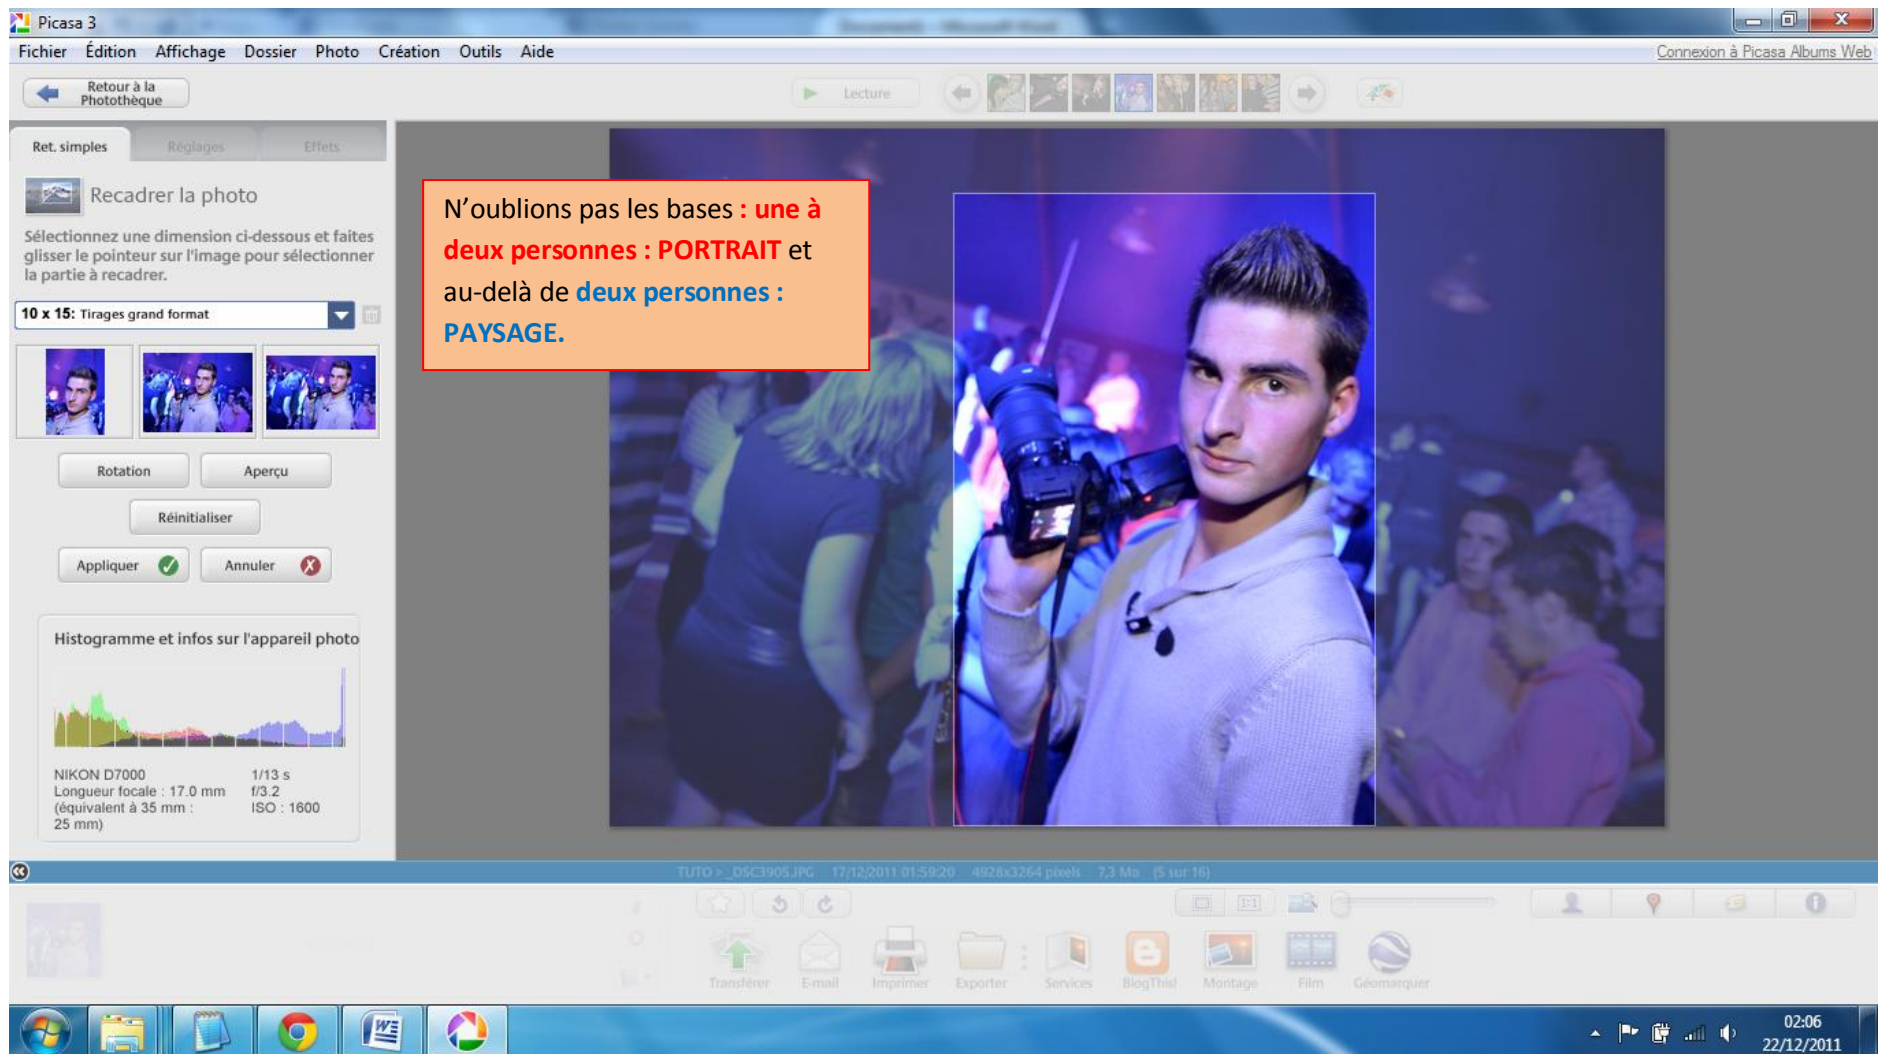 Picasa 3
Fichier Édition Affichage Dossier Photo Création Outils Aide
Connexion à Picasa Albums Web
Retour à la
Photothèque
Lecture
Ret. simples Réglages Effets
Recadrer la photo
Sélectionnez une dimension ci-dessous et faites
glisser le pointeur sur l'image pour sélectionner
la partie à recadrer.
10 x 15: Tirages grand format
N'oublions pas les bases : une à
deux personnes : PORTRAIT et
au-delà de deux personnes :
PAYSAGE.
Rotation Aperçu
Réinitialiser
Appliquer Annuler
Histogramme et infos sur l'appareil photo
NIKON D7000 1/13 s
Longueur focale : 17.0 mm f/3.2
(équivalent à 35 mm : ISO : 1600
25 mm)
TUTO > _DSC3905.JPG 17/12/2011 01:59:20 4928x3264 pixels 7,3 Mo (5 sur 16)
1:1
Transférer E-mail Imprimer Exporter Services BlogThis! Montage Film Géomarquer
02:06
22/12/2011